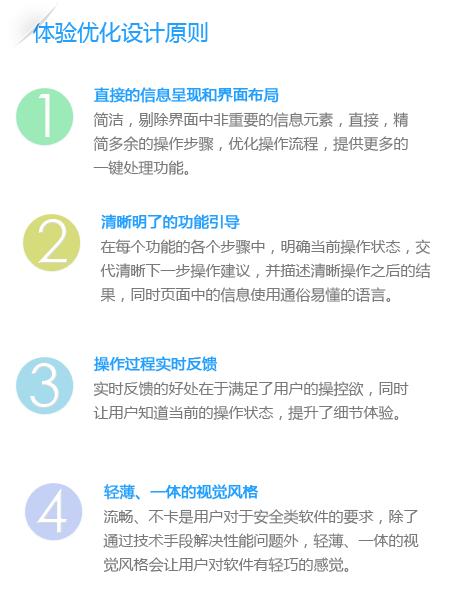 体验优化设计原则
1
直接的信息呈现和界面布局
简洁，剔除界面中非重要的信息元素，直接，精
简多余的操作步骤，优化操作流程，提供更多的
一键处理功能。
2
清晰明了的功能引导
在每个功能的各个步骤中，明确当前操作状态，交
代清晰下一步操作建议，并描述清晰操作之后的结
果，同时页面中的信息使用通俗易懂的语言。
3
操作过程实时反馈
实时反馈的好处在于满足了用户的操控欲，同时
让用户知道当前的操作状态，提升了细节体验。
4
轻薄、一体的视觉风格
流畅、不卡是用户对于安全类软件的要求，除了
通过技术手段解决性能问题外，轻薄、一体的视
觉风格会让用户对软件有轻巧的感觉。